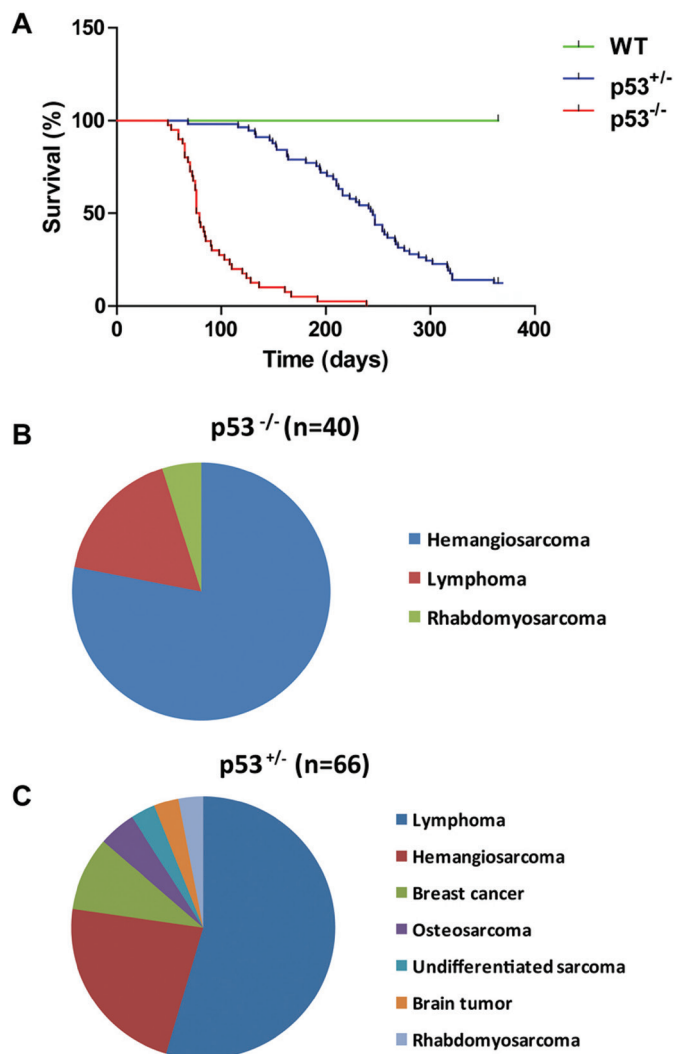 A
150
100
50
0
Survival (%)
0 100 200 300 400
Time (days)
WT
p53+/-
p53-/-
B
p53 -/- (n=40)
Hemangiosarcoma
Lymphoma
Rhabdomyosarcoma
p53 +/- (n=66)
C
Lymphoma
Hemangiosarcoma
Breast cancer
Osteosarcoma
Undifferentiated sarcoma
Brain tumor
Rhabdomyosarcoma